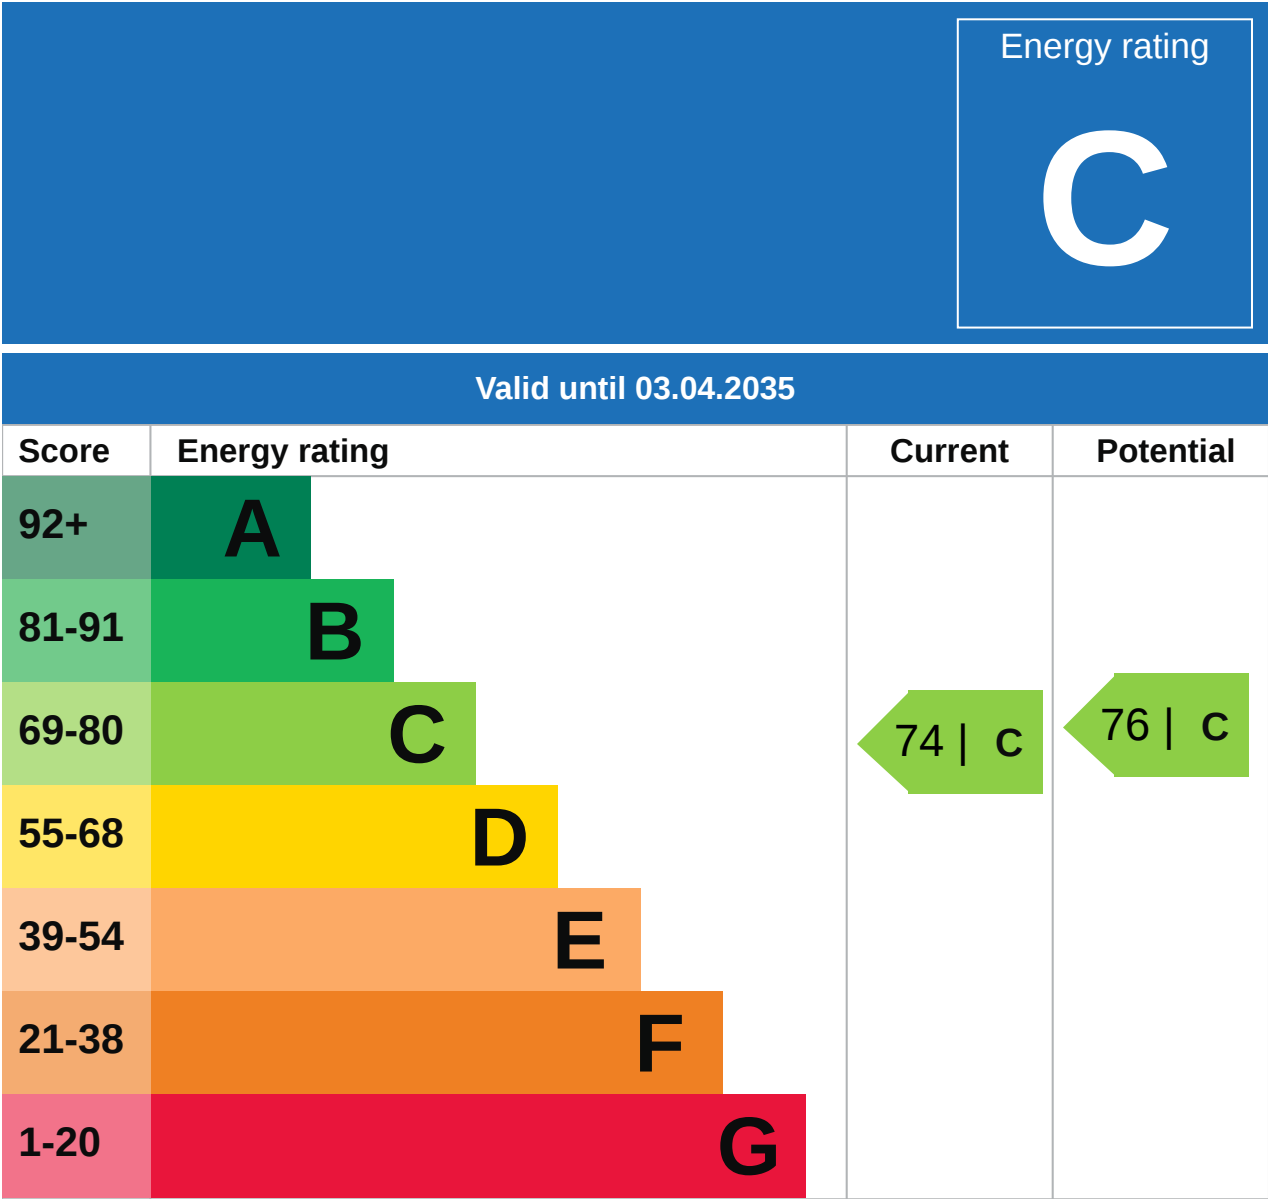 Energy rating
C
Valid until 03.04.2035
Score Energy rating Current Potential
92+ A
81-91 B
69-80 C 74 | C 76 | C
55-68 D
39-54 E
21-38 F
1-20 G